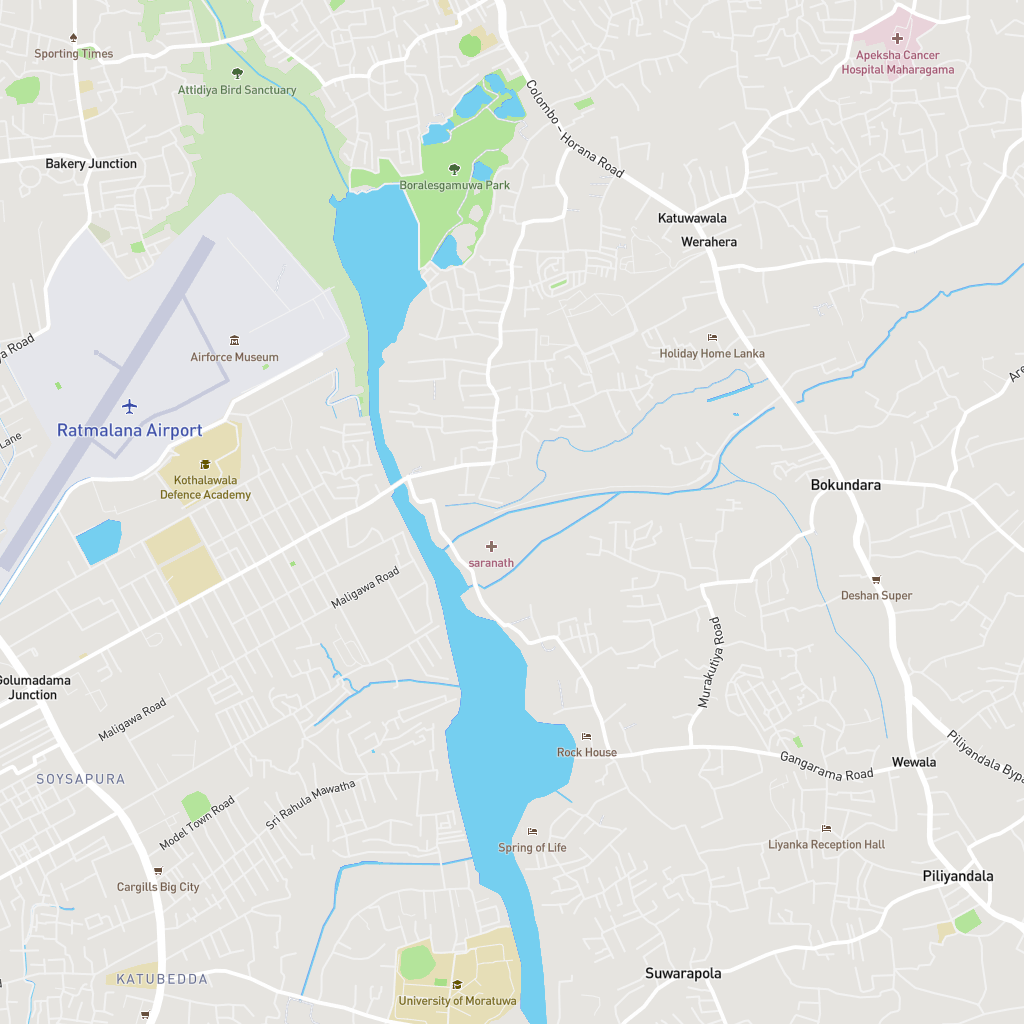 Sporting Times
Attidiya Bird Sanctuary
Apeksha Cancer
Hospital Maharagama
Colombo – Horana Road
Bakery Junction
Boralesgamuwa Park
Katuwawala
Werahera
Road
Airforce Museum
Holiday Home Lanka
Ratmalana Airport
Lane
Kothalawala
Defence Academy
Bokundara
saranath
Maligawa Road
Deshan Super
Murakutiya Road
Golumadama
Junction
Maligawa Road
Rock House
Gangarama Road
Wewala
Piliyandala Bypa
SOYSAPURA
Sri Rahula Mawatha
Model Town Road
Spring of Life
Liyanka Reception Hall
Cargills Big City
Piliyandala
KATUBEDDA
Suwarapola
University of Moratuwa